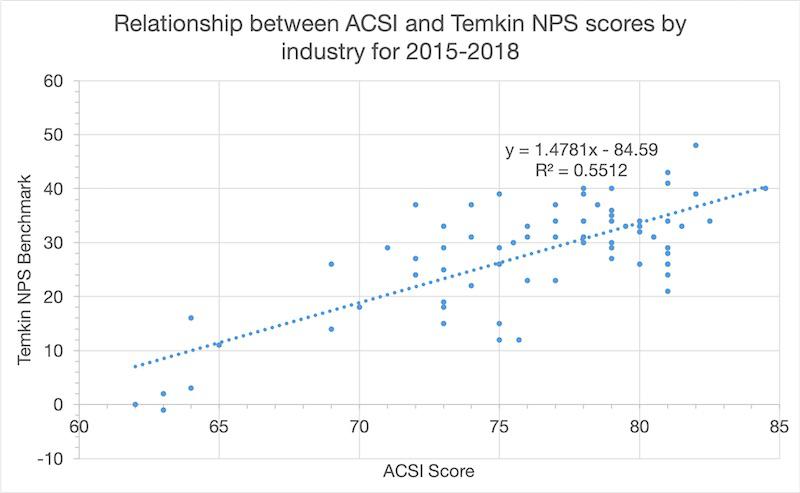 Relationship between ACSI and Temkin NPS scores by
industry for 2015-2018
60
50
y = 1.4781x - 84.59
R² = 0.5512
40
30
20
10
0
-10
60
65
70
75
80
85
Temkin NPS Benchmark
ACSI Score